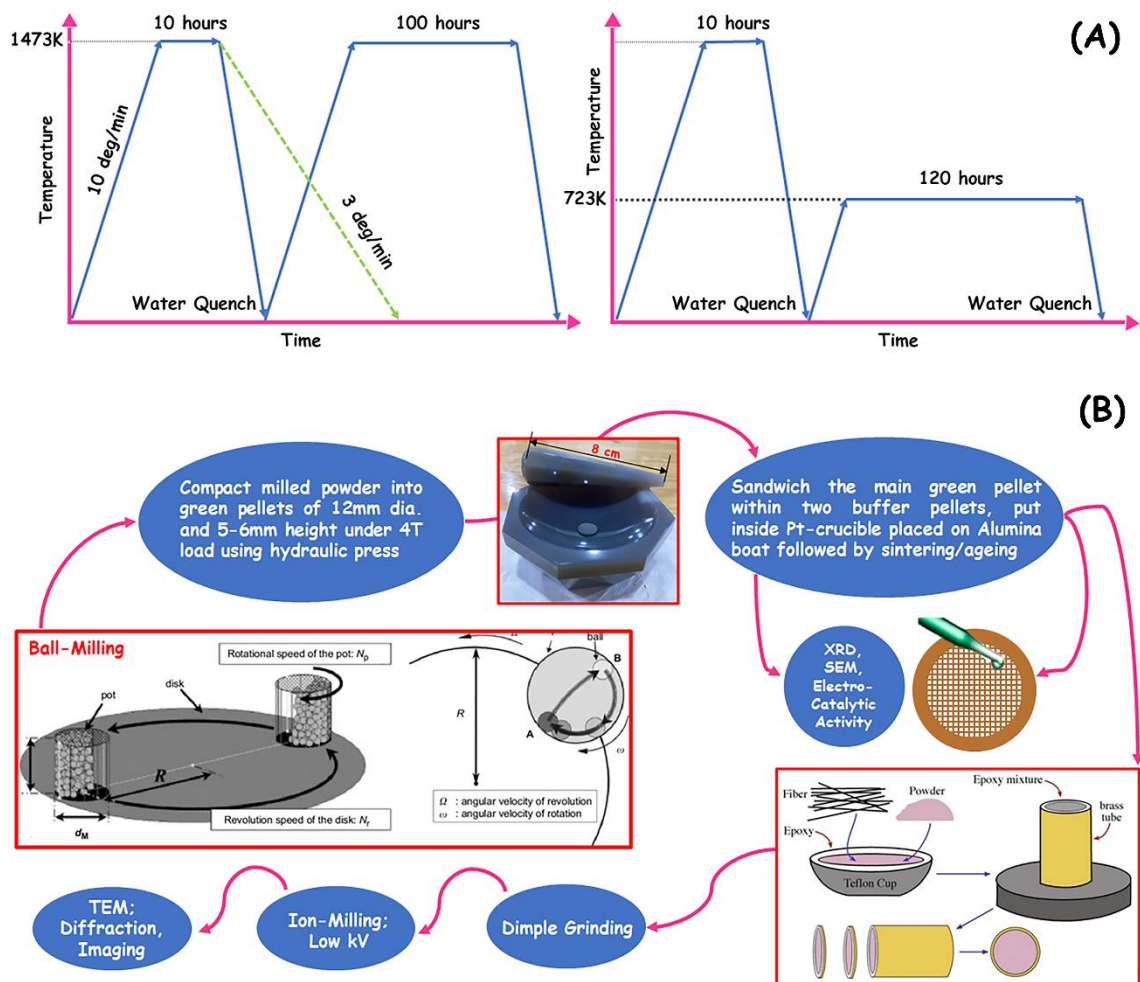 (A)
10 hours
100 hours
1473K
Temperature
10 deg/min
3 deg/min
Water Quench
Time
10 hours
Temperature
120 hours
723K
Water Quench
Water Quench
Time
(B)
Compact milled powder into
green pellets of 12mm dia.
and 5-6mm height under 4T
load using hydraulic press
8 cm
Sandwich the main green pellet
within two buffer pellets, put
inside Pt-crucible placed on Alumina
boat followed by sintering/ageing
Ball-Milling
Rotational speed of the pot: Np
disk
pot
R
dM
Revolution speed of the disk: Nr
ball
B
R
A
ω
Ω : angular velocity of revolution
ω : angular velocity of rotation
XRD,
SEM,
Electro-
Catalytic
Activity
Fiber
Powder
Epoxy
Teflon Cup
Epoxy mixture
brass
tube
Dimple Grinding
Ion-Milling;
Low kV
TEM;
Diffraction,
Imaging